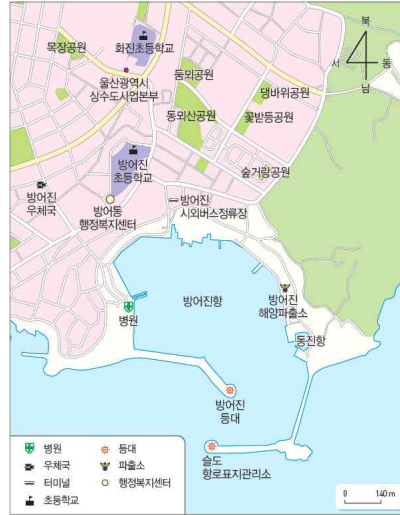 북
서
동
남
목장공원
화진초등학교
울산광역시
상수도사업본부
둥뫼공원
댕바위공원
동뫼산공원
꽃받등공원
방어진
초등학교
숲거랑공원
방어진
우체국
방어동
행정복지센터
방어진
시외버스정류장
방어진항
방어진
해양파출소
병원
동진항
방어진
등대
슬도
항로표지관리소
병원
등대
우체국
파출소
터미널
행정복지센터
초등학교
0
140 m